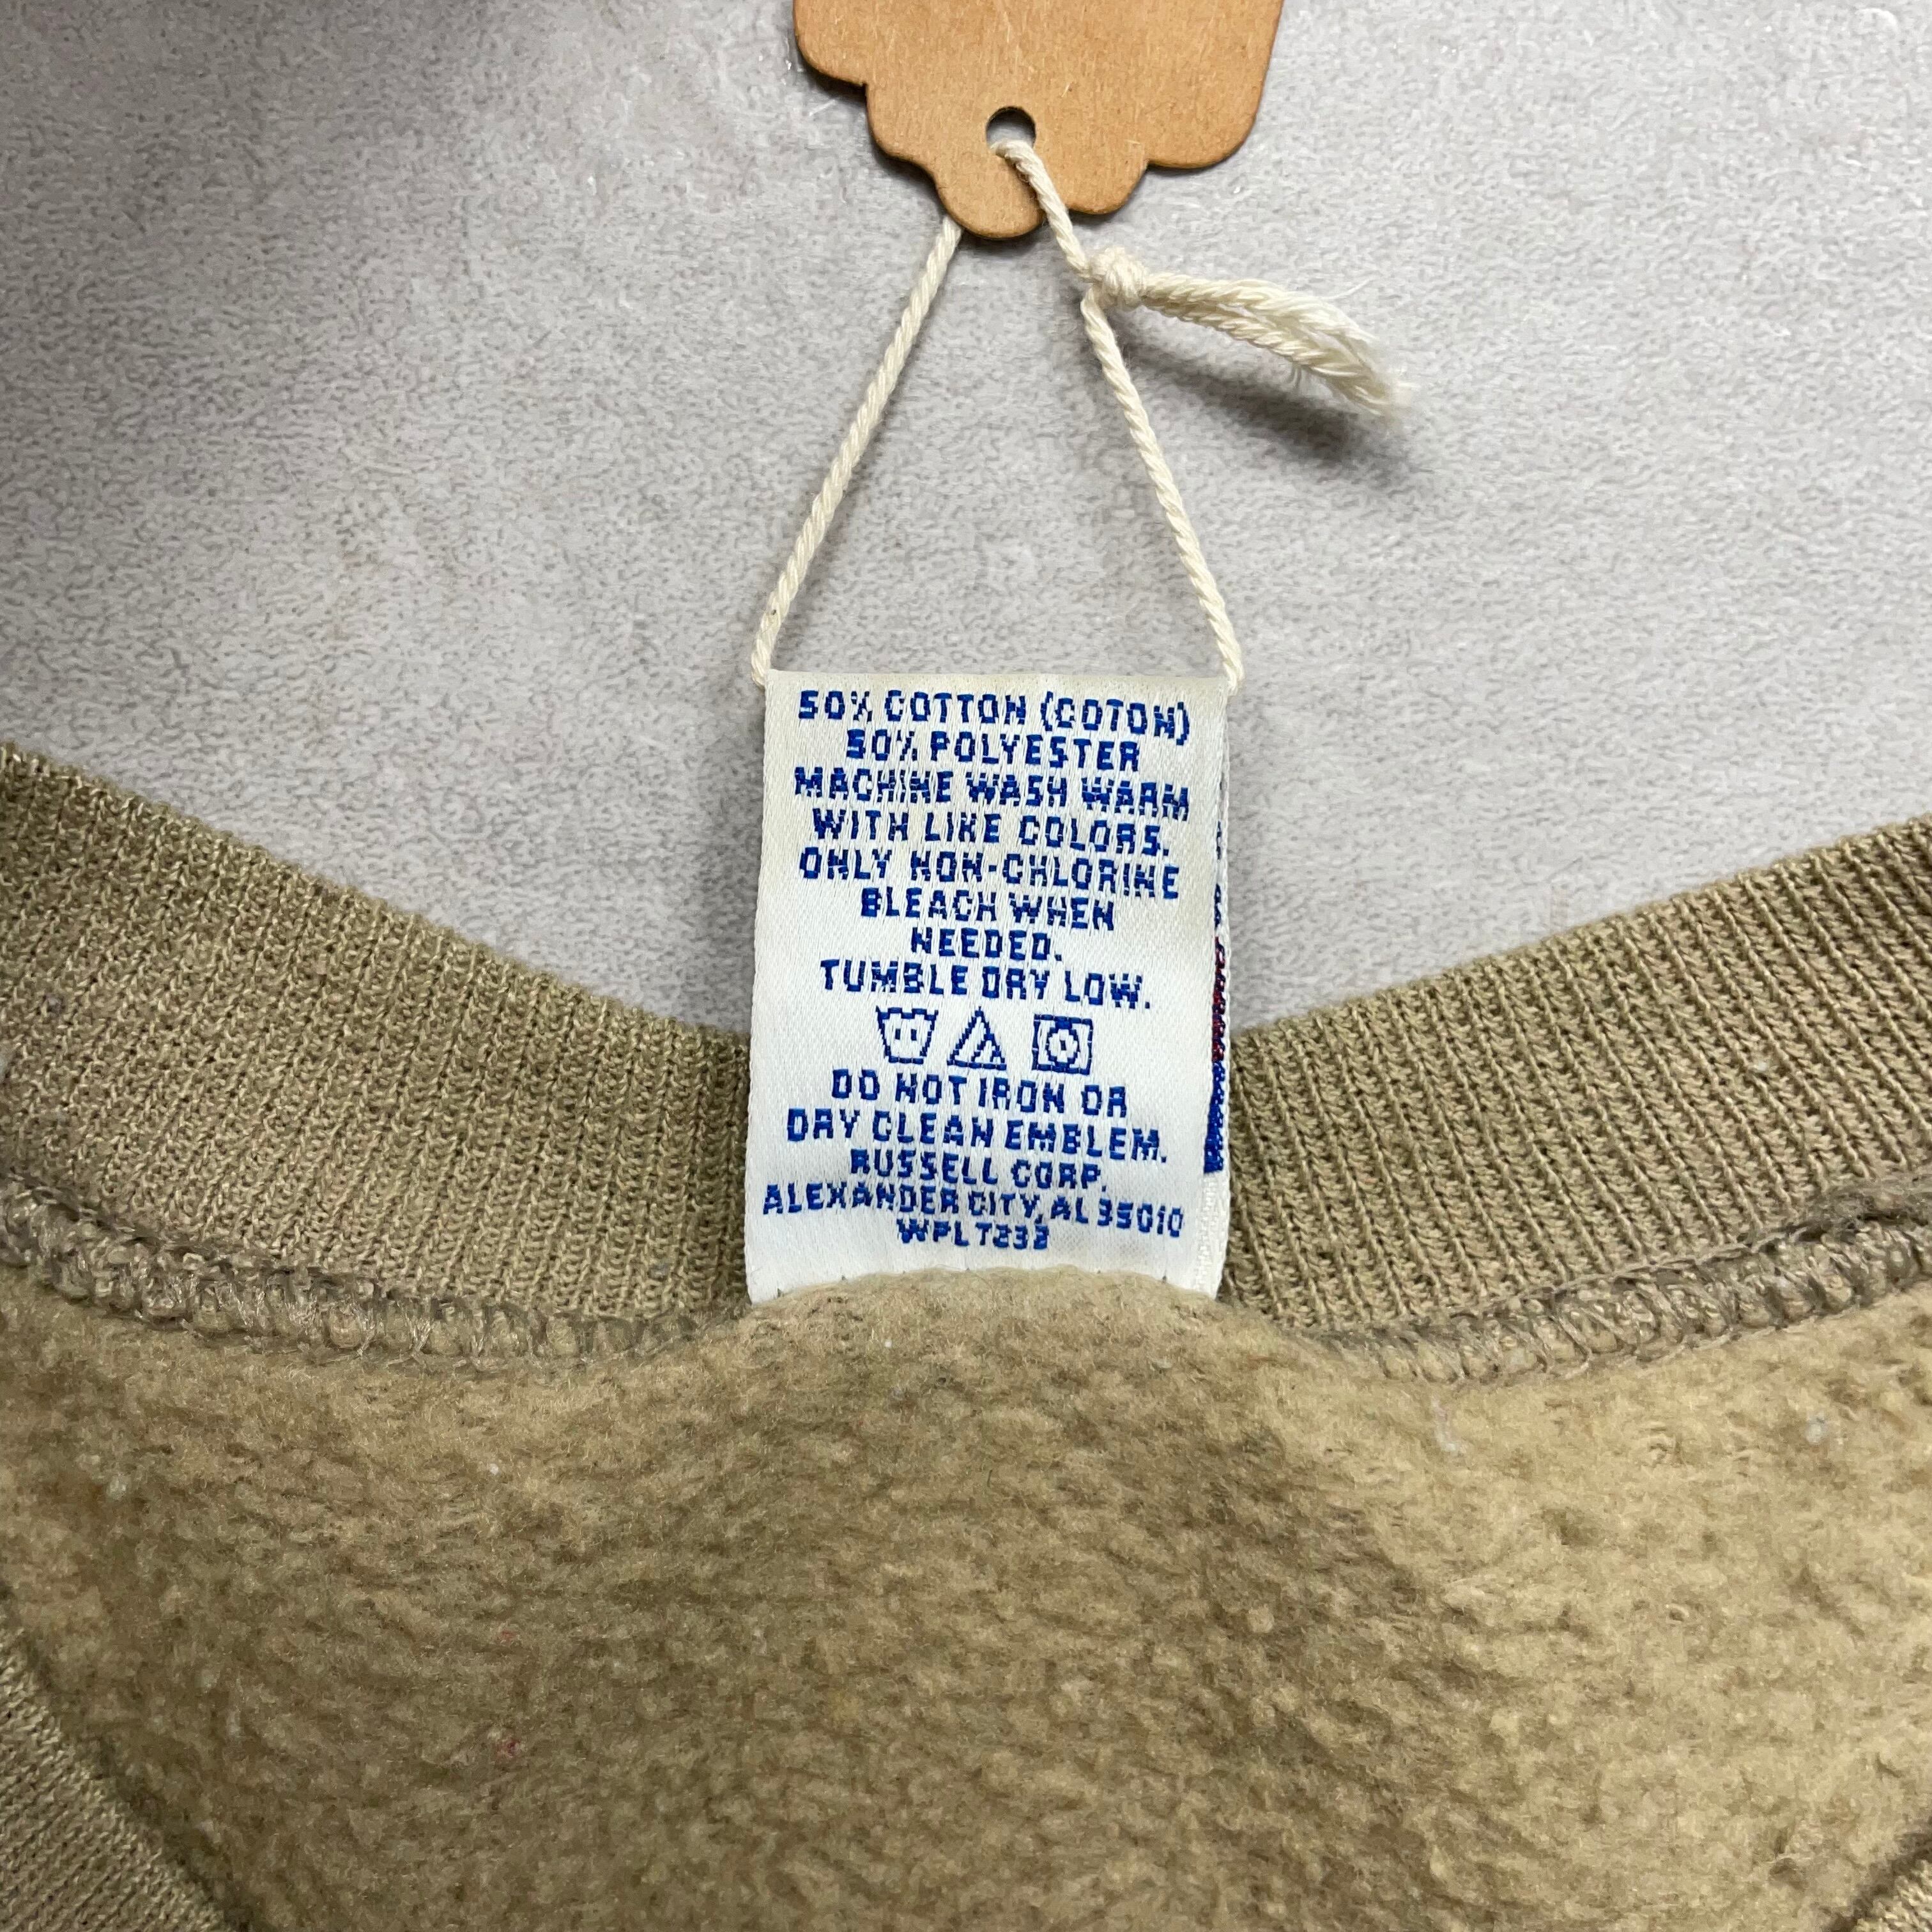 50% COTTON (COTON)
50% POLYESTER
MACHINE WASH WARM
WITH LIKE COLORS.
ONLY NON-CHLORINE
BLEACH WHEN
NEEDED.
TUMBLE DRY LOW.
DO NOT IRON OR
DRY CLEAN EMBLEM.
RUSSELL CORP.
ALEXANDER CITY, AL 35010
WPL 7232